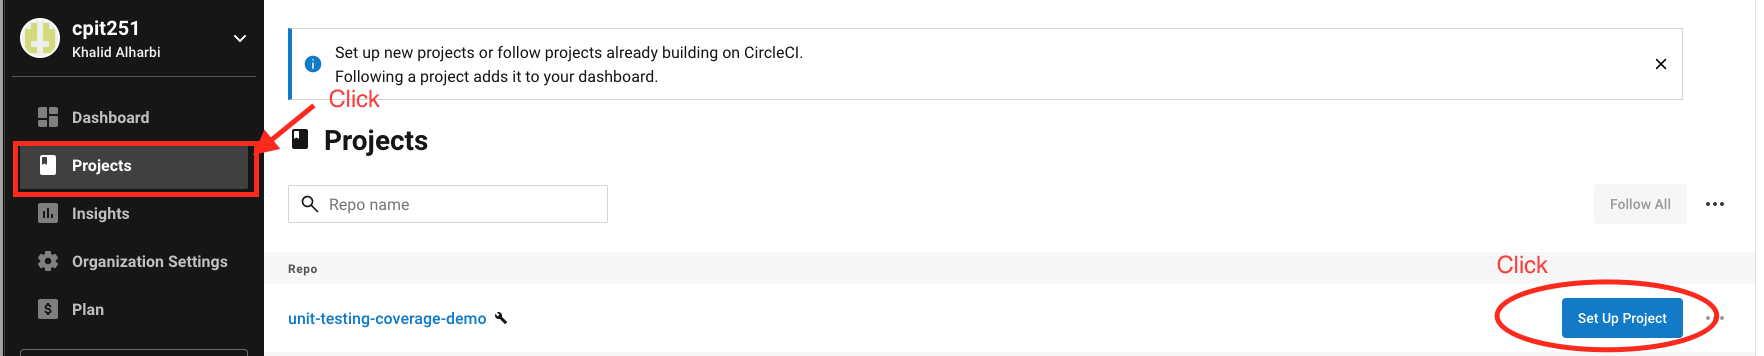 cpit251
Khalid Alharbi
Dashboard
Projects
Insights
Organization Settings
Plan
Set up new projects or follow projects already building on CircleCI.
Following a project adds it to your dashboard.
Click
Projects
Repo name
Follow All
Repo
Click
unit-testing-coverage-demo
Set Up Project